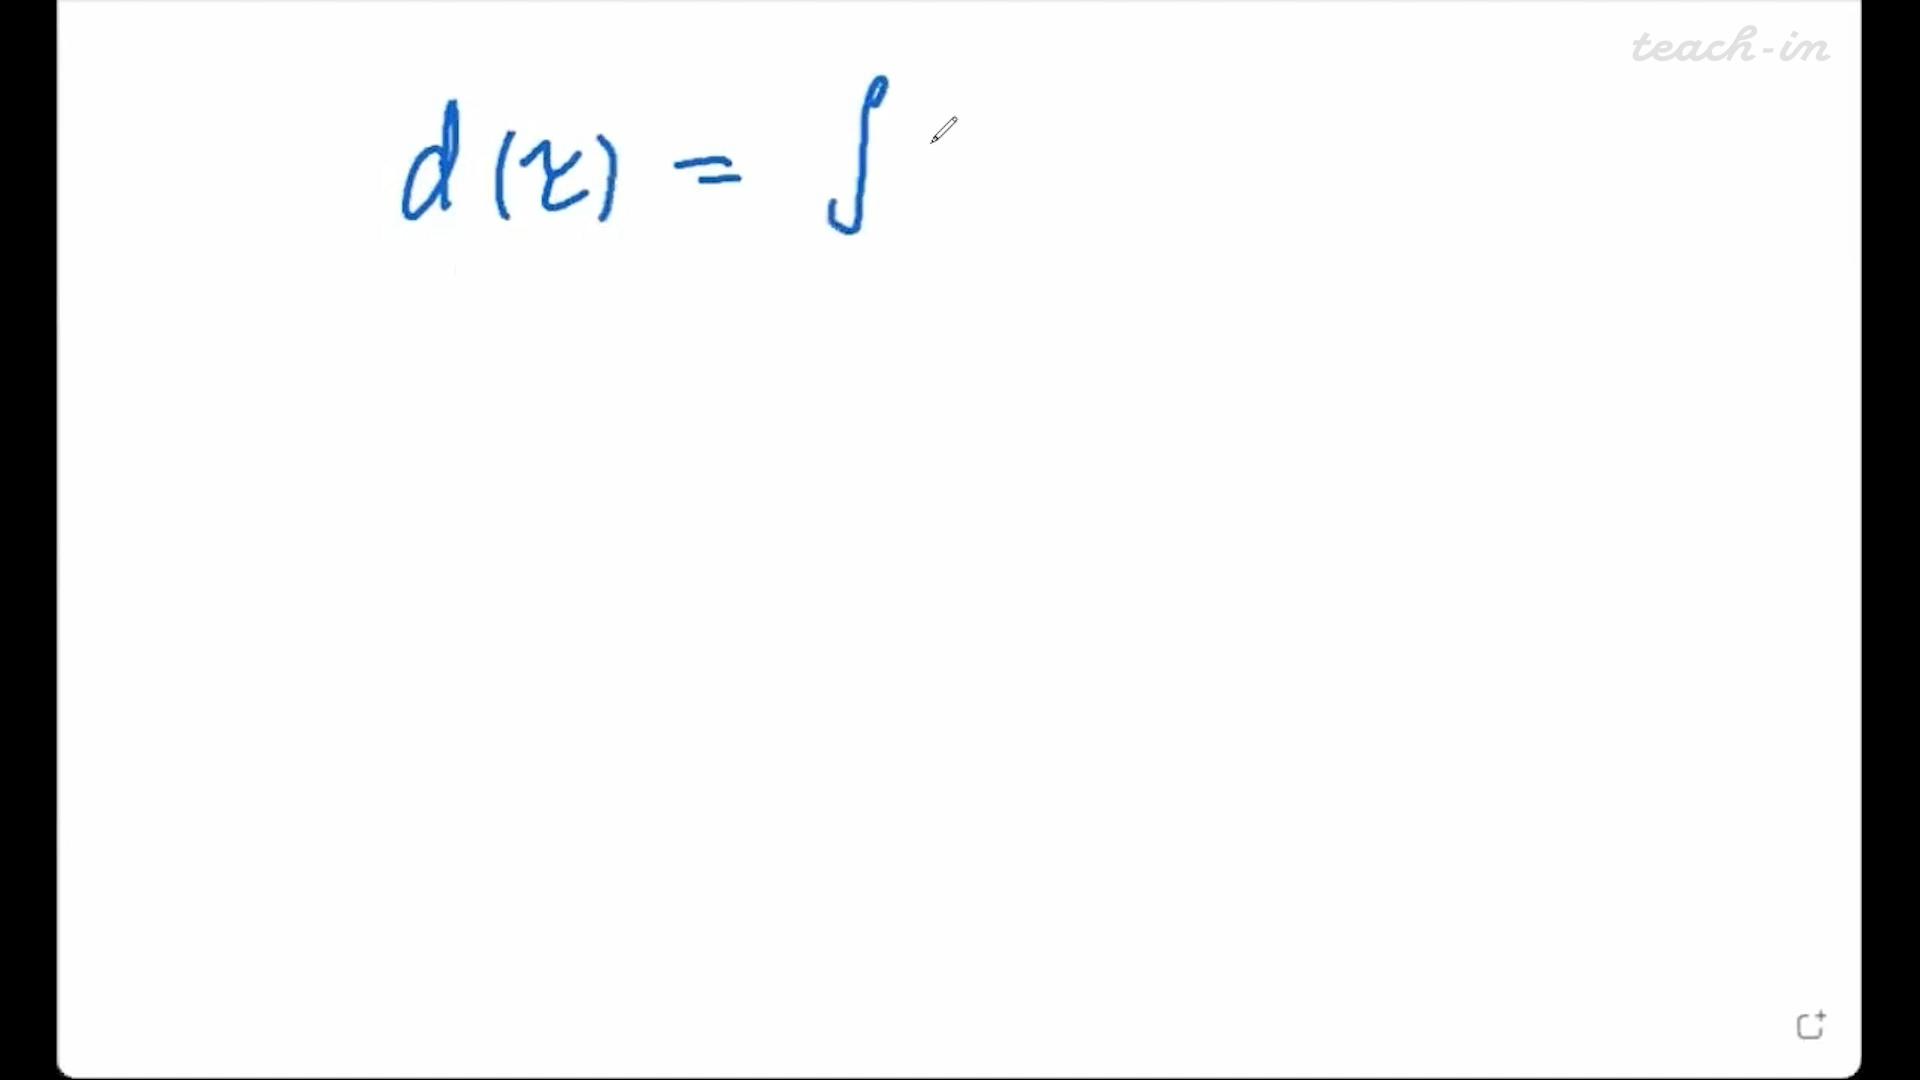 teach-in
d(τ) = ∫